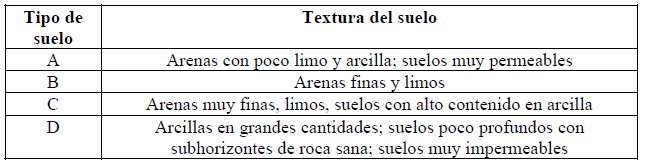 Tipo de suelo Textura del suelo
A Arenas con poco limo y arcilla; suelos muy permeables
B Arenas finas y limos
C Arenas muy finas, limos, suelos con alto contenido en arcilla
D Arcillas en grandes cantidades; suelos poco profundos con
subhorizontes de roca sana; suelos muy impermeables